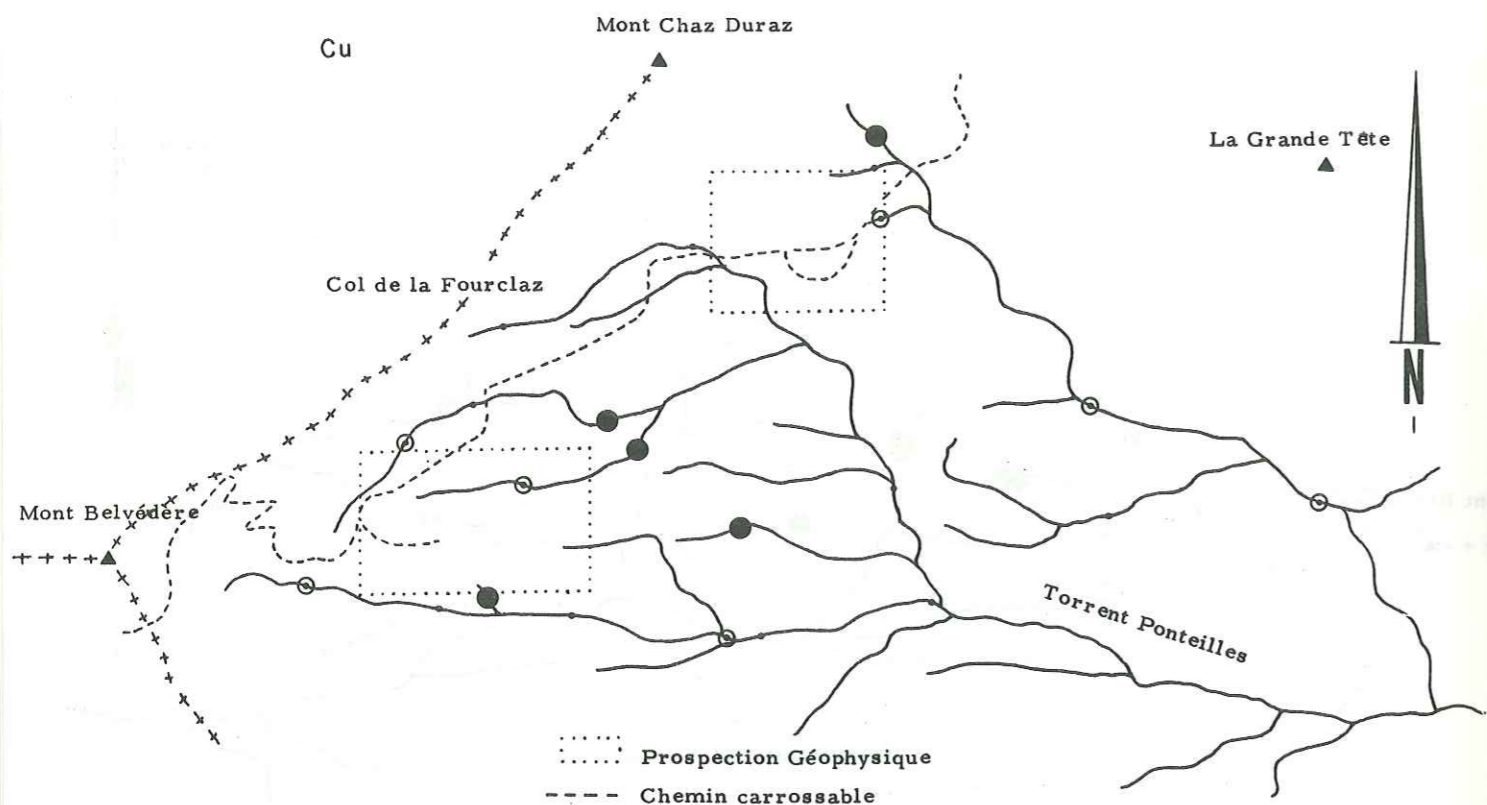 Mont Chaz Duraz
Cu
La Grande Tête
Col de la Fourclaz
N
Mont Belvédère
Torrent Ponteilles
Prospection Géophysique
Chemin carrossable